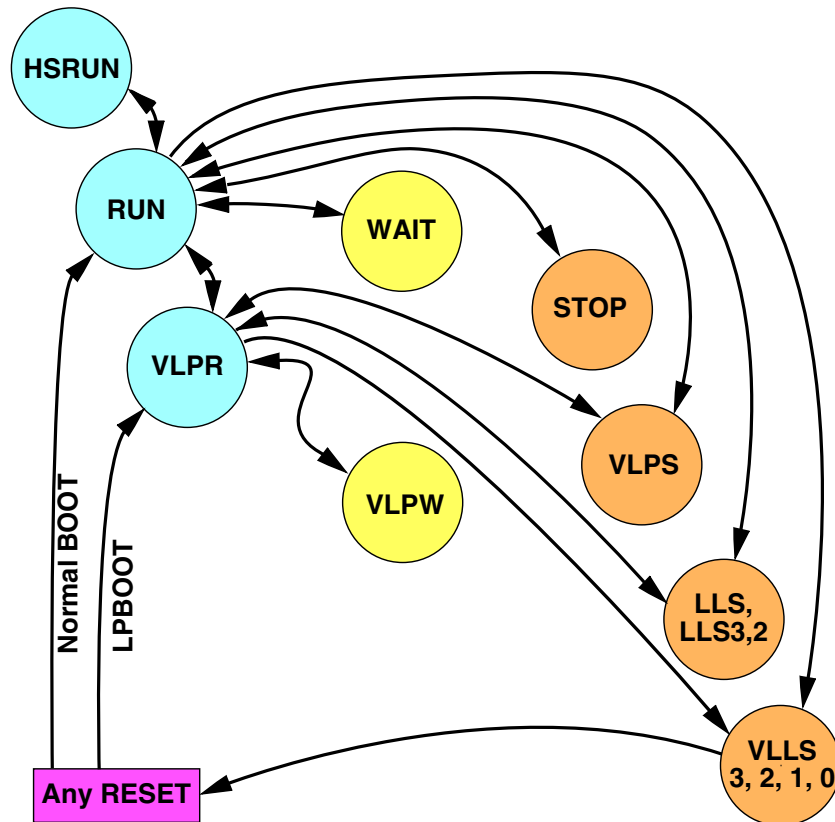 HSRUN
RUN
WAIT
STOP
VLPR
VLPS
VLPW
Normal BOOT
LPBOOT
LLS,
LLS3,2
VLLS
3, 2, 1, 0
Any RESET